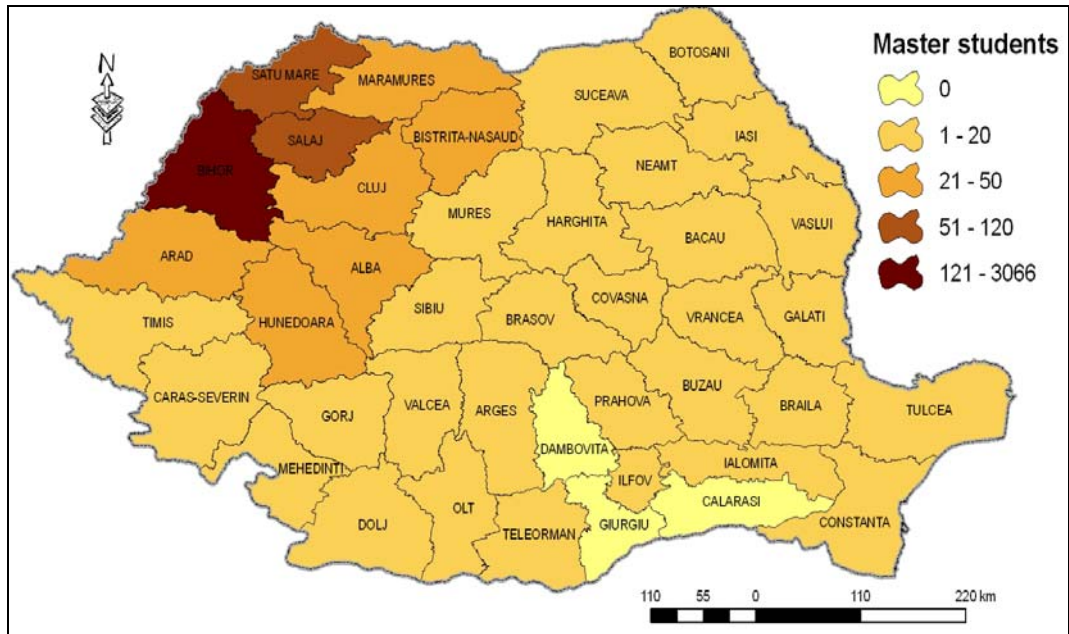 N
Master students
0
1 - 20
21 - 50
51 - 120
121 - 3066
BOTOSANI
SATU MARE
MARAMURES
SUCEAVA
BISTRITA-NASAUD
IASI
SALAJ
NEAMT
BIHOR
CLUJ
MURES
HARGHITA
VASLUI
BACAU
ARAD
ALBA
COVASNA
SIBIU
BRASOV
VRANCEA
GALATI
TIMIS
HUNEDOARA
BUZAU
CARAS-SEVERIN
GORJ
VALCEA
ARGES
PRAHOVA
BRAILA
TULCEA
DAMBOVITA
MEHEDINTI
ILFOV
IALOMITA
CALARASI
OLT
DOLJ
TELEORMAN
GIURGIU
CONSTANTA
110 55 0 110 220 km